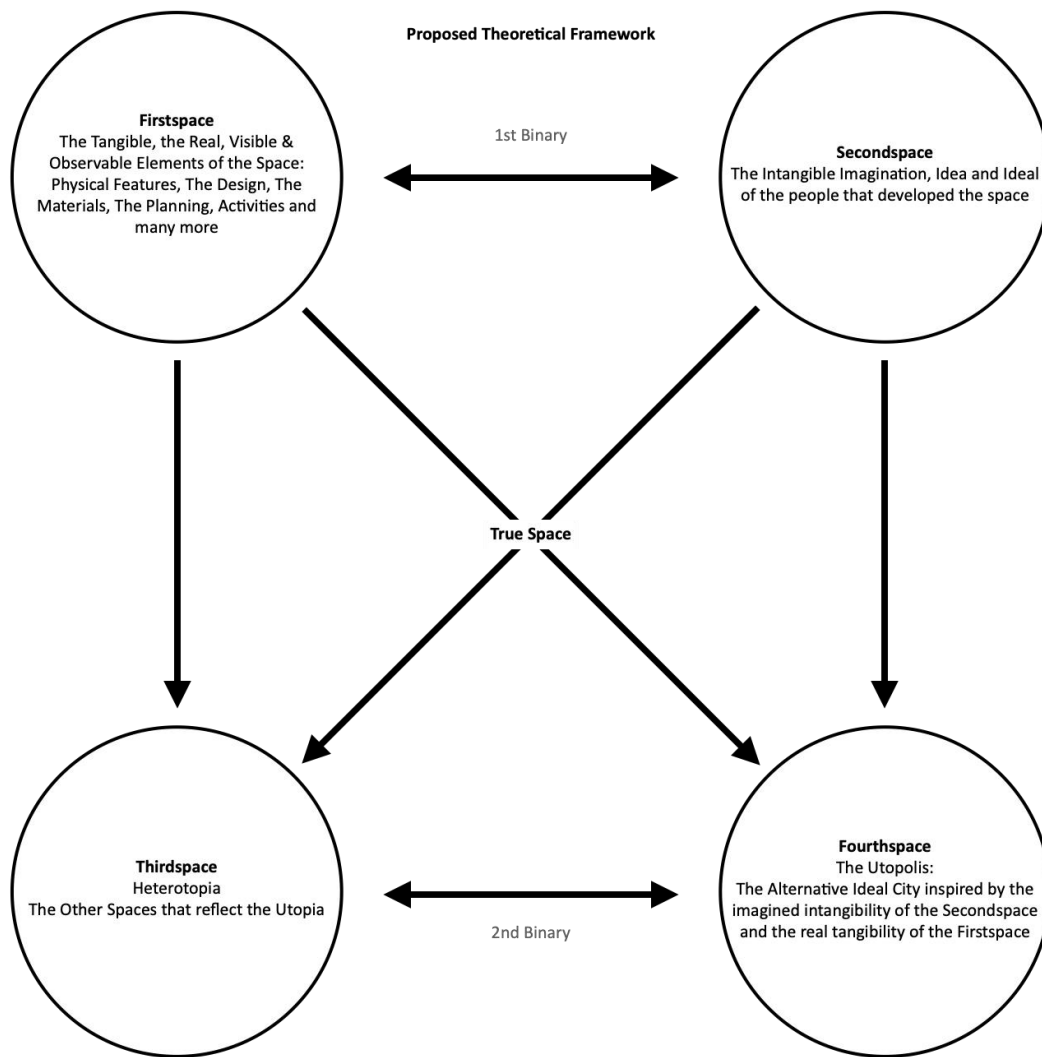 Proposed Theoretical Framework
Firstspace
The Tangible, the Real, Visible &
Observable Elements of the Space:
Physical Features, The Design, The
Materials, The Planning, Activities and
many more
1st Binary
Secondspace
The Intangible Imagination, Idea and Ideal
of the people that developed the space
True Space
Thirdspace
Heterotopia
The Other Spaces that reflect the Utopia
2nd Binary
Fourthspace
The Utopolis:
The Alternative Ideal City inspired by the
imagined intangibility of the Secondspace
and the real tangibility of the Firstspace